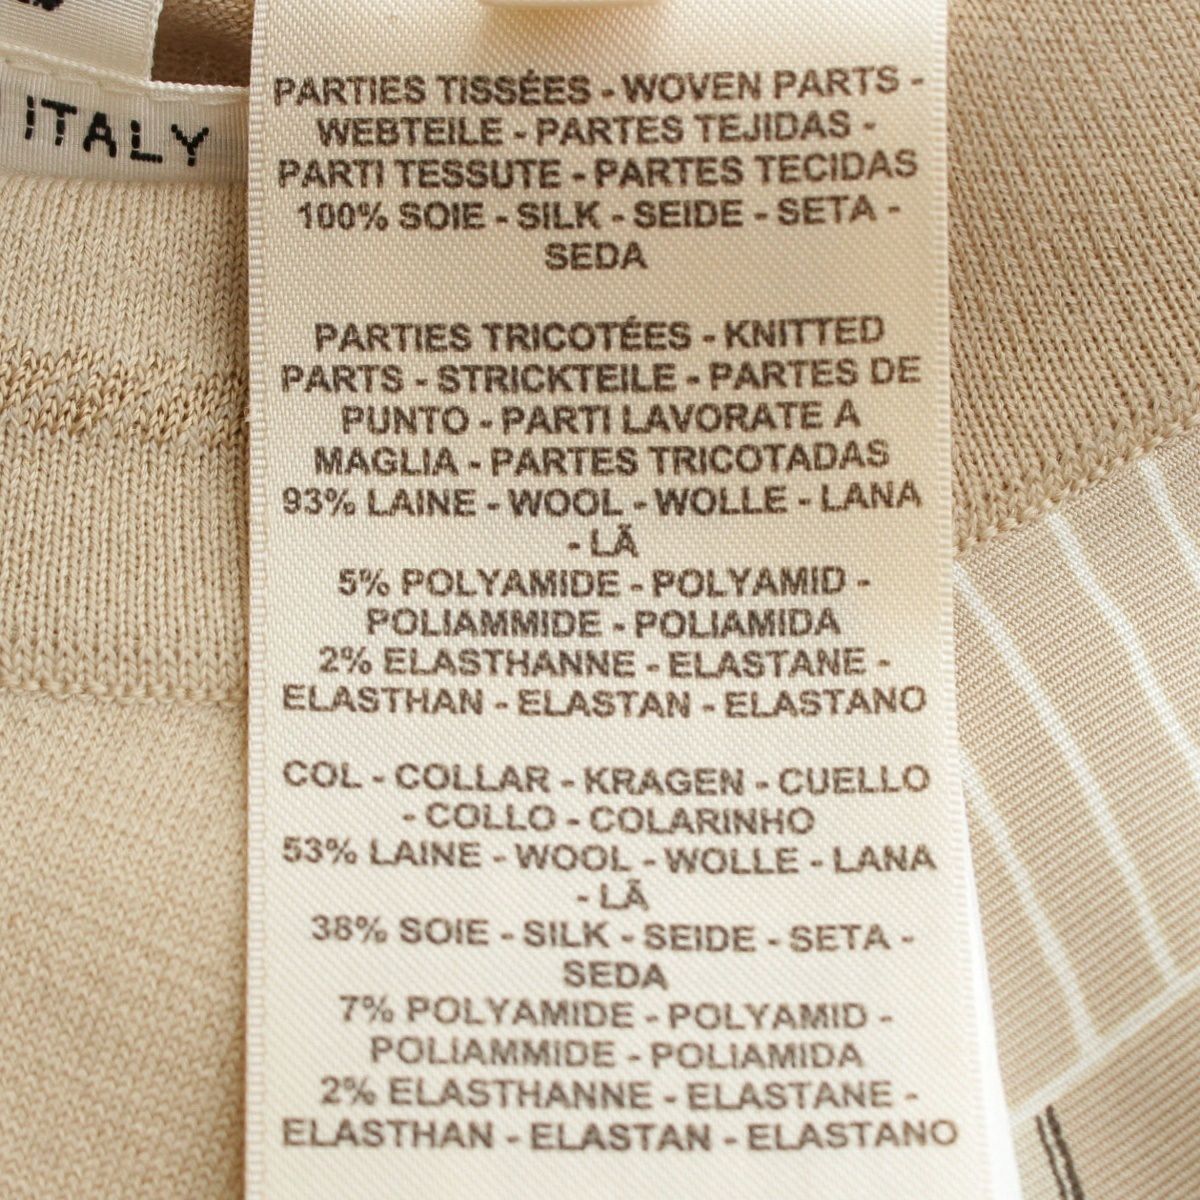 ITALY
PARTIES TISSÉES - WOVEN PARTS -
WEBTEILE - PARTES TEJIDAS -
PARTI TESSUTE - PARTES TECIDAS
100% SOIE - SILK - SEIDE - SETA -
SEDA
PARTIES TRICOTÉES - KNITTED
PARTS - STRICKTEILE - PARTES DE
PUNTO - PARTI LAVORATE A
MAGLIA - PARTES TRICOTADAS
93% LAINE - WOOL - WOLLE - LANA
- LÃ
5% POLYAMIDE - POLYAMID -
POLIAMMIDE - POLIAMIDA
2% ELASTHANNE - ELASTANE -
ELASTHAN - ELASTAN - ELASTANO
COL - COLLAR - KRAGEN - CUELLO
- COLLO - COLARINHO
53% LAINE - WOOL - WOLLE - LANA
- LÃ
38% SOIE - SILK - SEIDE - SETA -
SEDA
7% POLYAMIDE - POLYAMID -
POLIAMMIDE - POLIAMIDA
2% ELASTHANNE - ELASTANE -
ELASTHAN - ELASTAN - ELASTANO